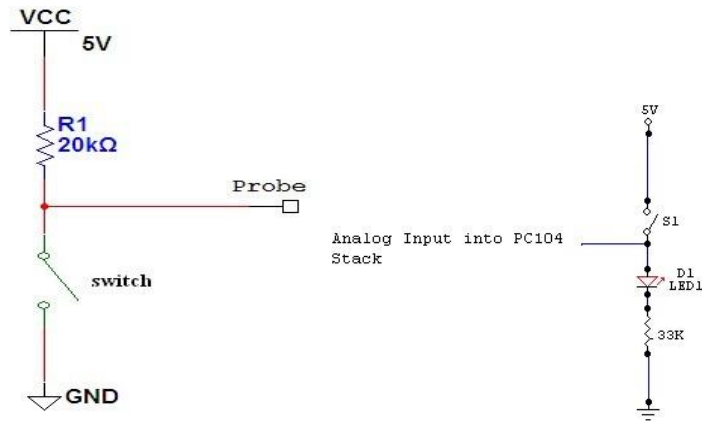 VCC
5V
R1
20kΩ
Probe
switch
GND
5V
S1
Analog Input into PC104
Stack
D1
LED1
33K